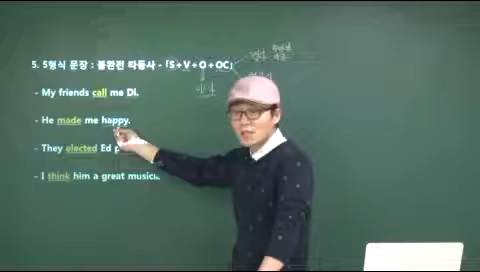 5. 5형식 문장 : 불완전 타동사 - 「S+V+O+OC」
- My friends call me Di.
- He made me happy.
- They elected Ed
- I think him a great music